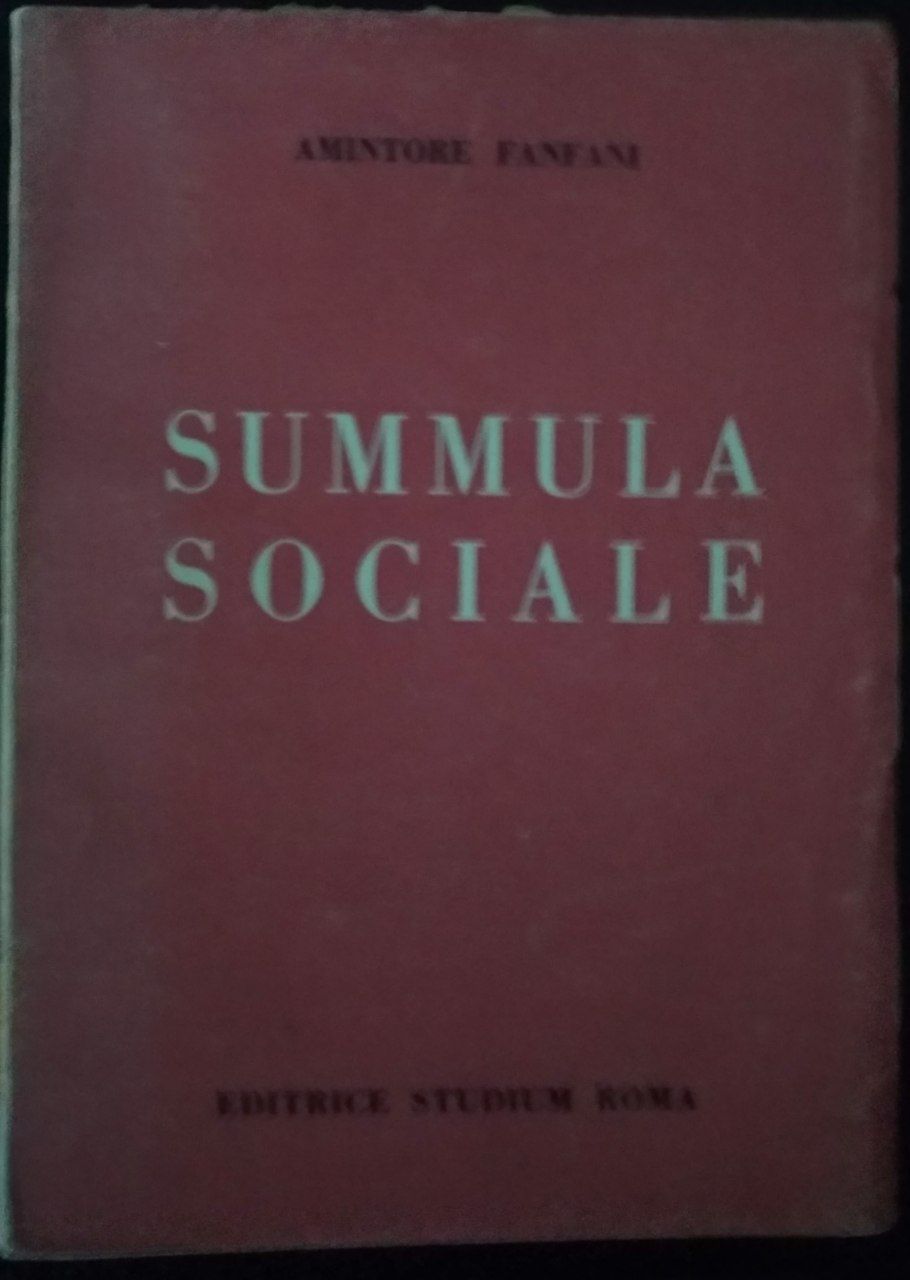 AMINTORE FANFANI
SUMMULA
SOCIALE
EDITRICE STUDIUM ROMA